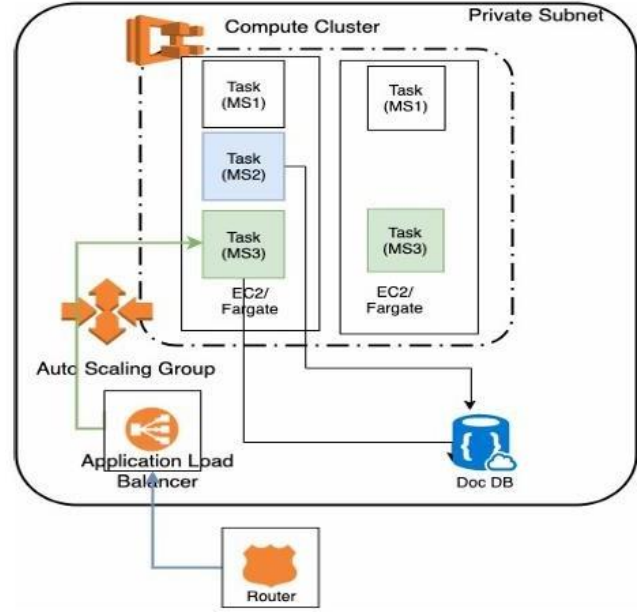 Private Subnet
Compute Cluster
Task
(MS1)
Task
(MS2)
Task
(MS3)
EC2/
Fargate
Task
(MS1)
Task
(MS3)
EC2/
Fargate
Auto Scaling Group
Application Load
Balancer
Doc DB
Router